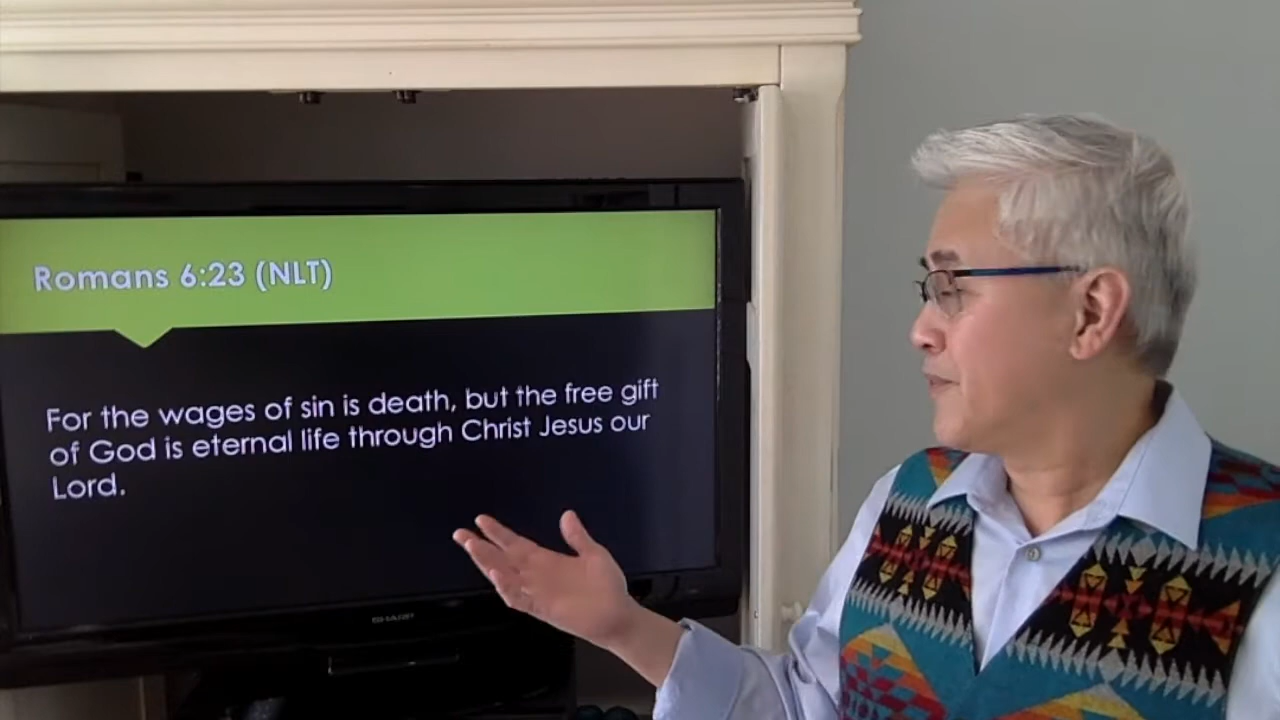 Romans 6:23 (NLT)
For the wages of sin is death, but the free gift
of God is eternal life through Christ Jesus our
Lord.
SHARP